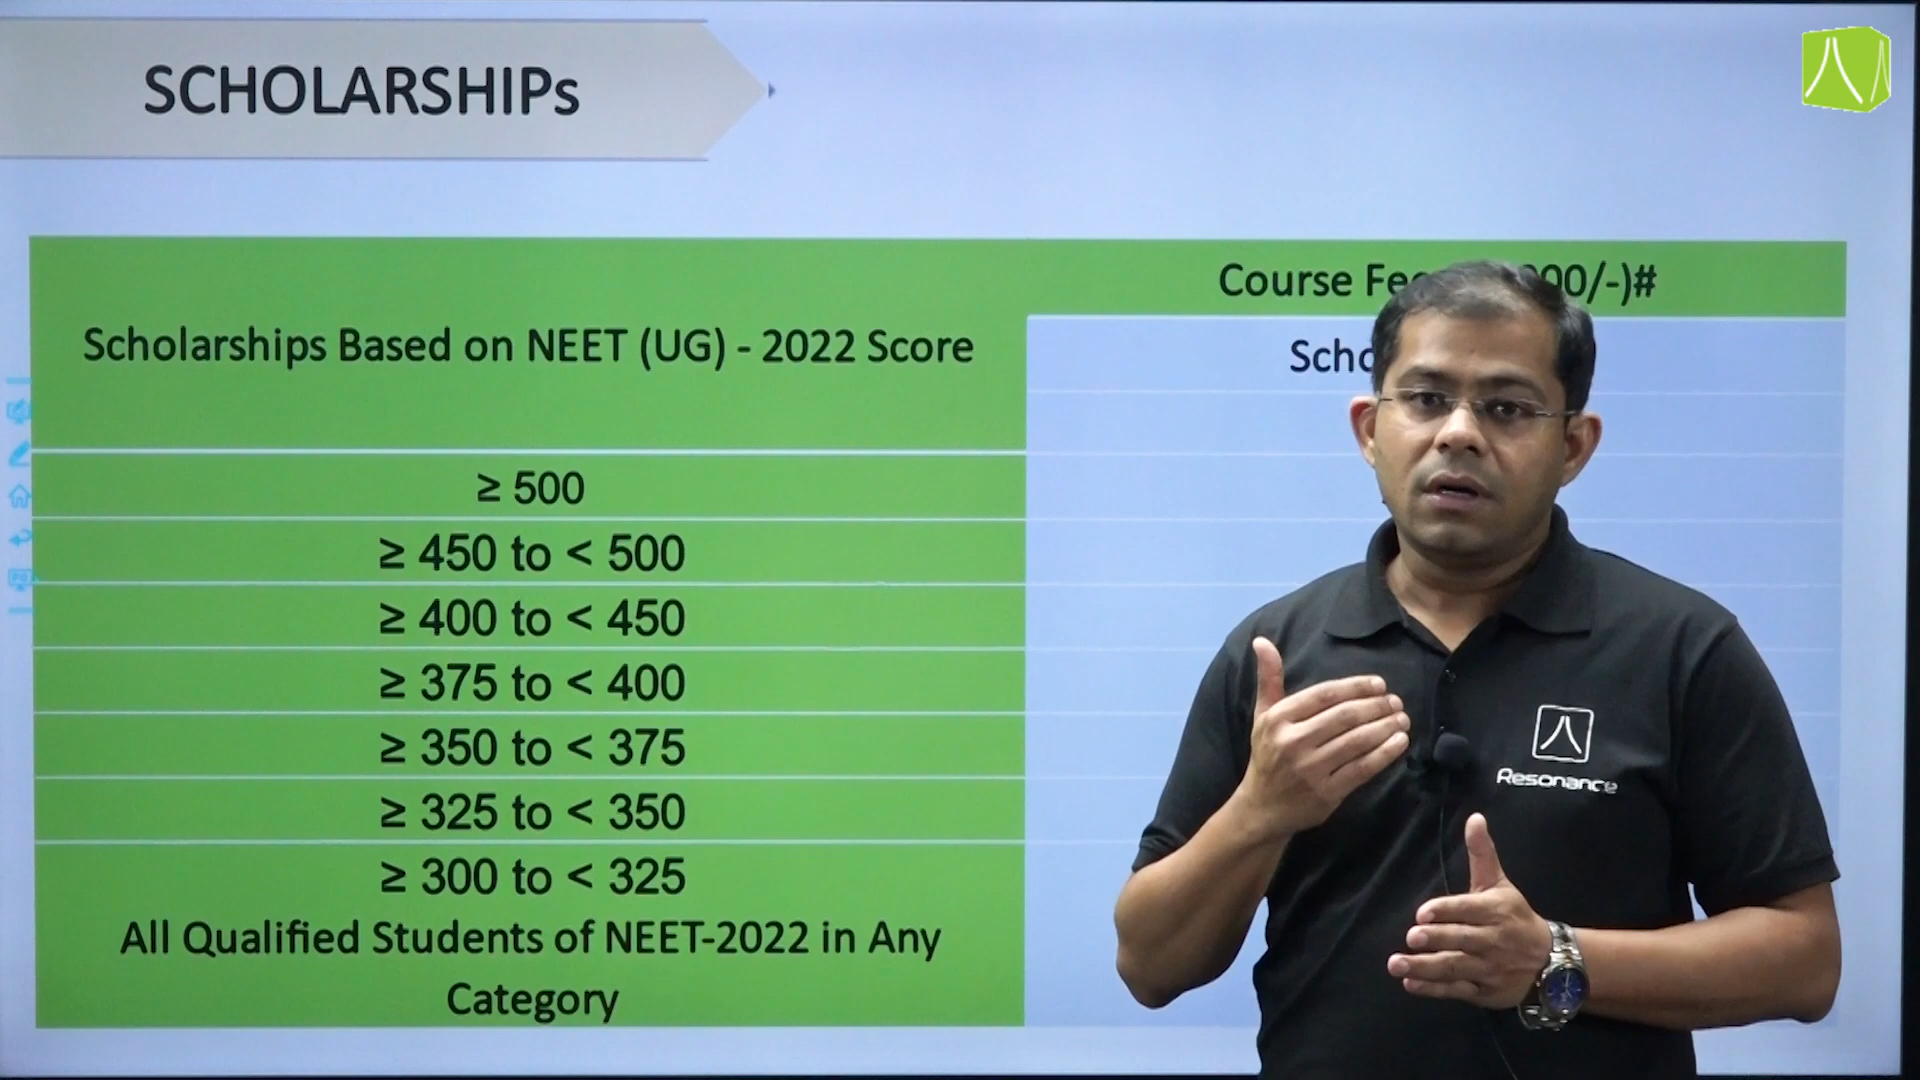 SCHOLARSHIPs
Course 00/-)#
Scholarships Based on NEET (UG) - 2022 Score
≥ 500
≥ 450 to < 500
≥ 400 to < 450
≥ 375 to < 400
≥ 350 to < 375
≥ 325 to < 350
≥ 300 to < 325
All Qualified Students of NEET-2022 in Any
Category
Resonance